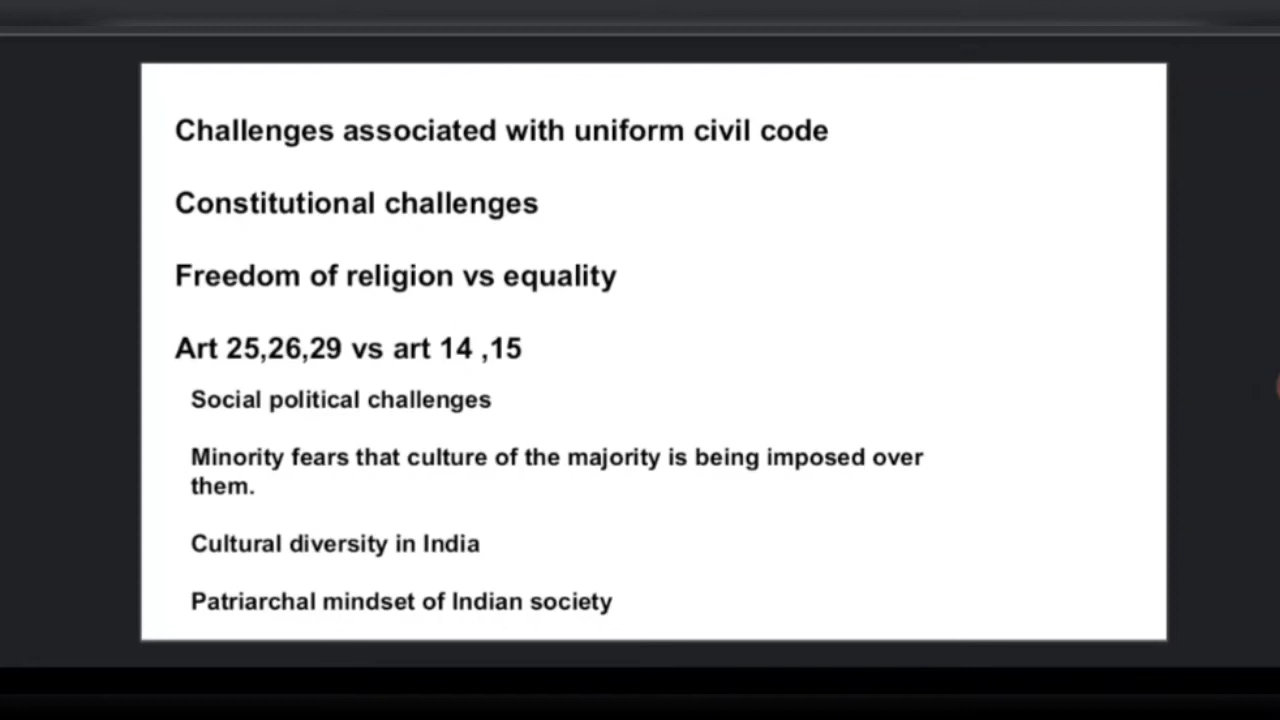 Challenges associated with uniform civil code
Constitutional challenges
Freedom of religion vs equality
Art 25,26,29 vs art 14 ,15
Social political challenges
Minority fears that culture of the majority is being imposed over
them.
Cultural diversity in India
Patriarchal mindset of Indian society